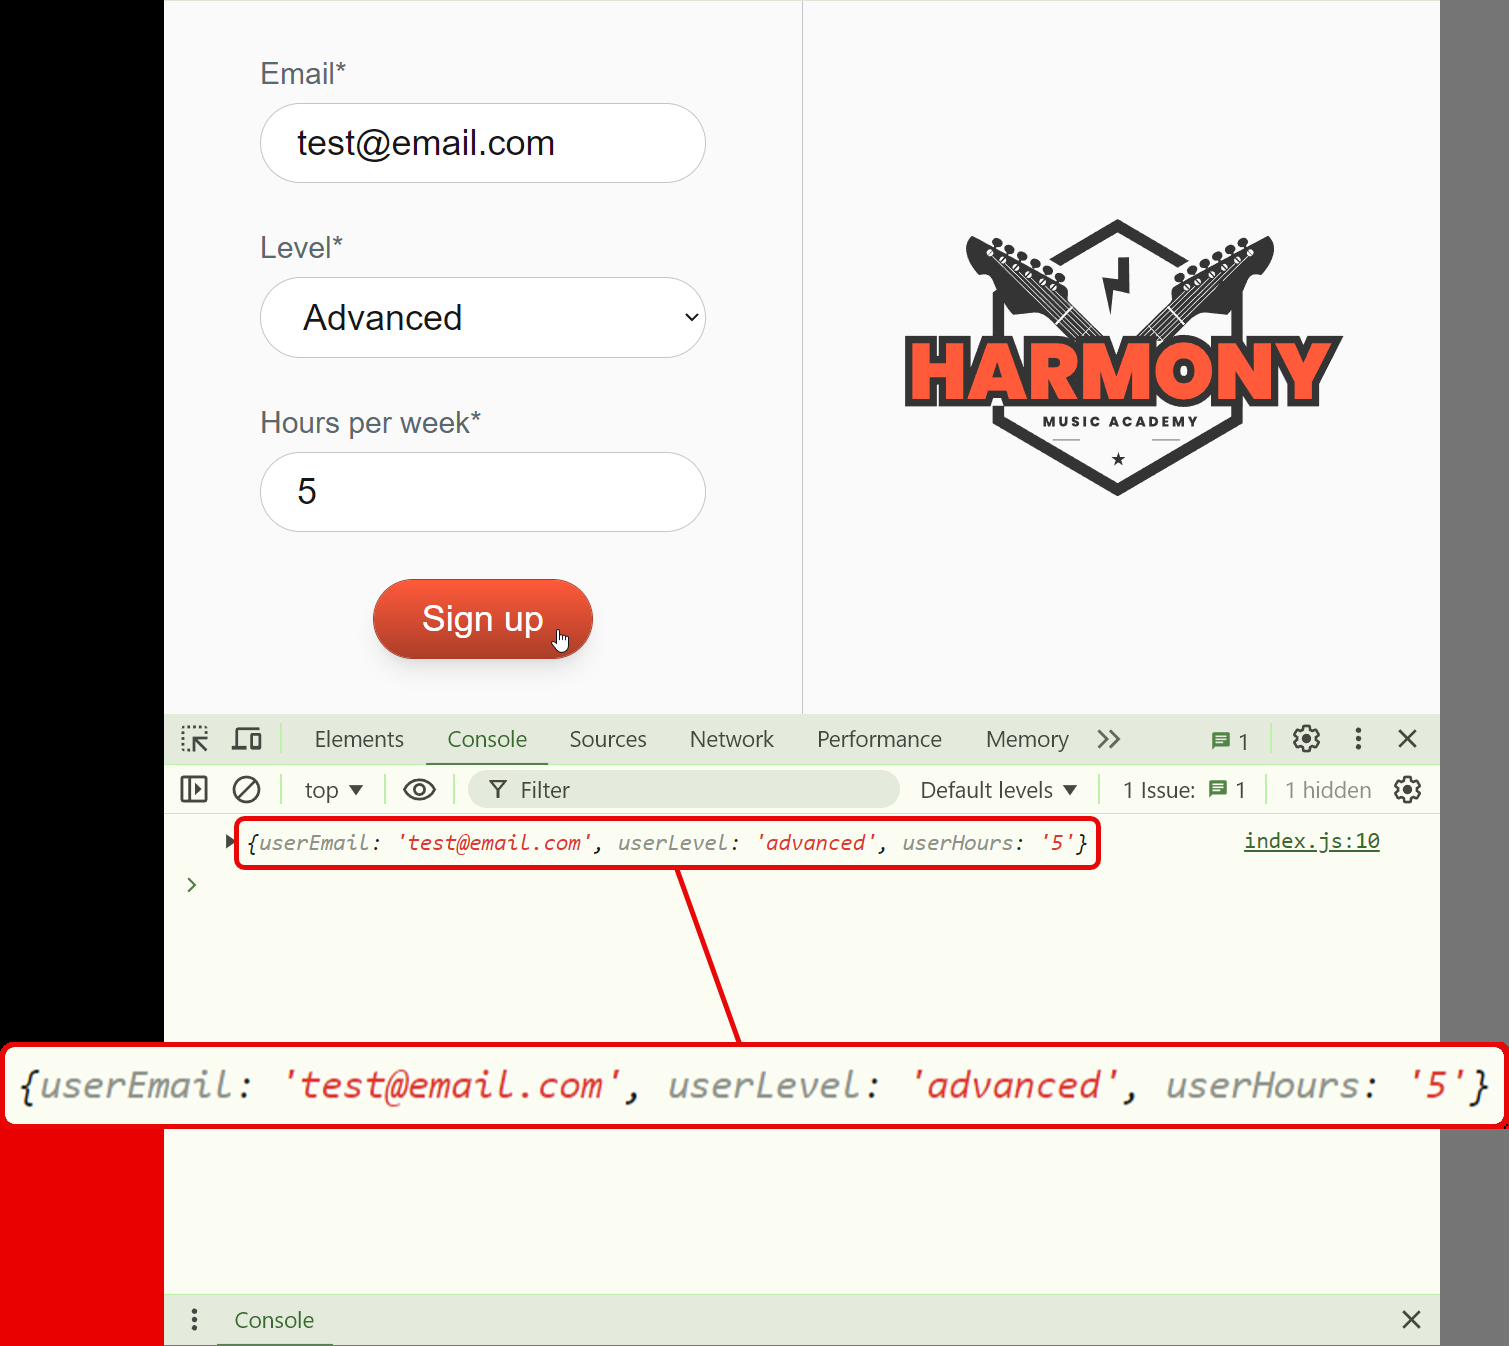 Email*
test@email.com
Level*
Advanced
Hours per week*
5
Sign up
HARMONY
MUSIC ACADEMY
Elements Console Sources Network Performance Memory 1
top Filter Default levels 1 Issue: 1 1 hidden
{userEmail: 'test@email.com', userLevel: 'advanced', userHours: '5'} index.js:10
{userEmail: 'test@email.com', userLevel: 'advanced', userHours: '5'}
Console